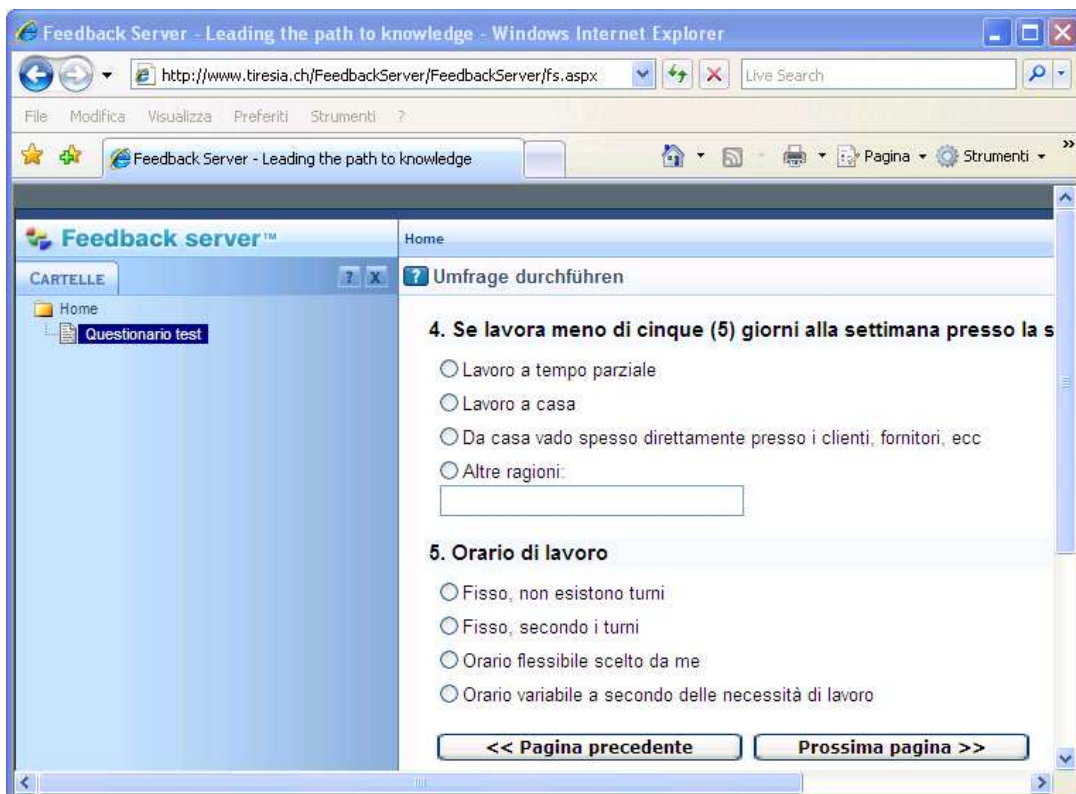 Feedback Server - Leading the path to knowledge - Windows Internet Explorer
http://www.tiresia.ch/FeedbackServer/FeedbackServer/fs.aspx
Live Search
File Modifica Visualizza Preferiti Strumenti ?
Feedback Server - Leading the path to knowledge
Pagina
Strumenti
»
Feedback server™
Home
CARTELLE
? X
? Umfrage durchführen
Home
Questionario test
4. Se lavora meno di cinque (5) giorni alla settimana presso la s
Lavoro a tempo parziale
Lavoro a casa
Da casa vado spesso direttamente presso i clienti, fornitori, ecc
Altre ragioni:
5. Orario di lavoro
Fisso, non esistono turni
Fisso, secondo i turni
Orario flessibile scelto da me
Orario variabile a secondo delle necessità di lavoro
<< Pagina precedente
Prossima pagina >>